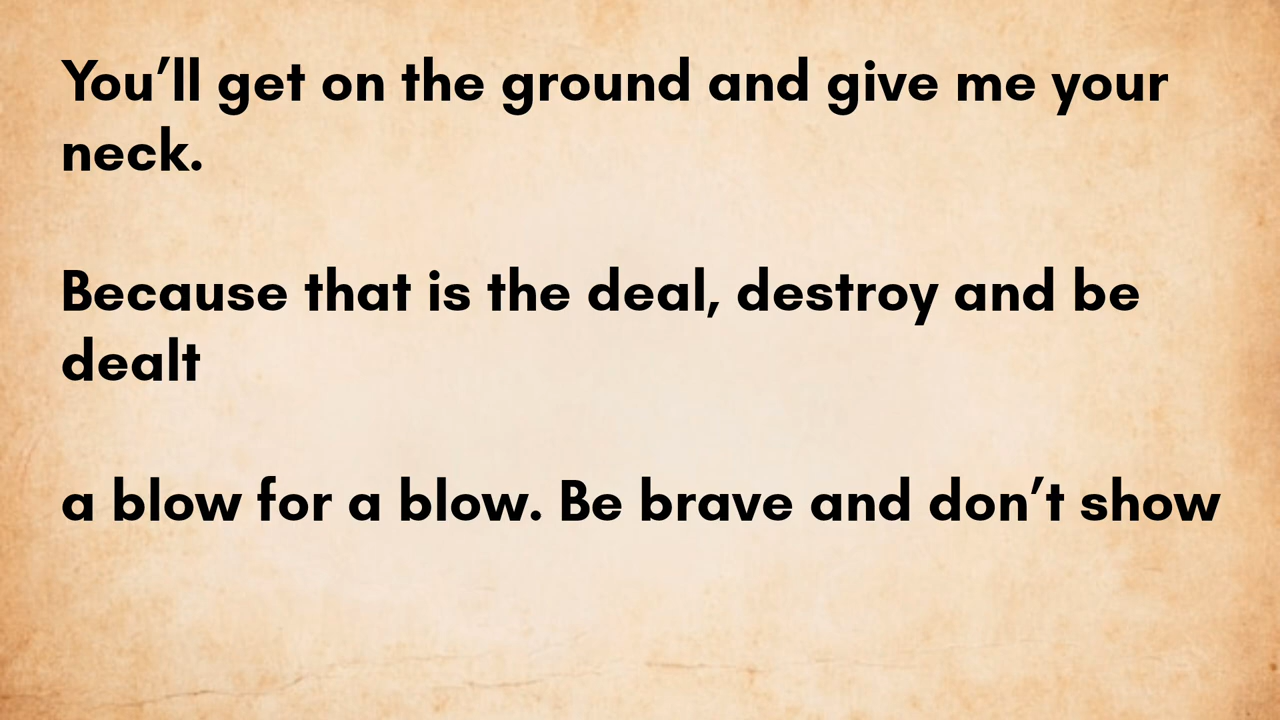 You’ll get on the ground and give me your
neck.
Because that is the deal, destroy and be
dealt
a blow for a blow. Be brave and don’t show